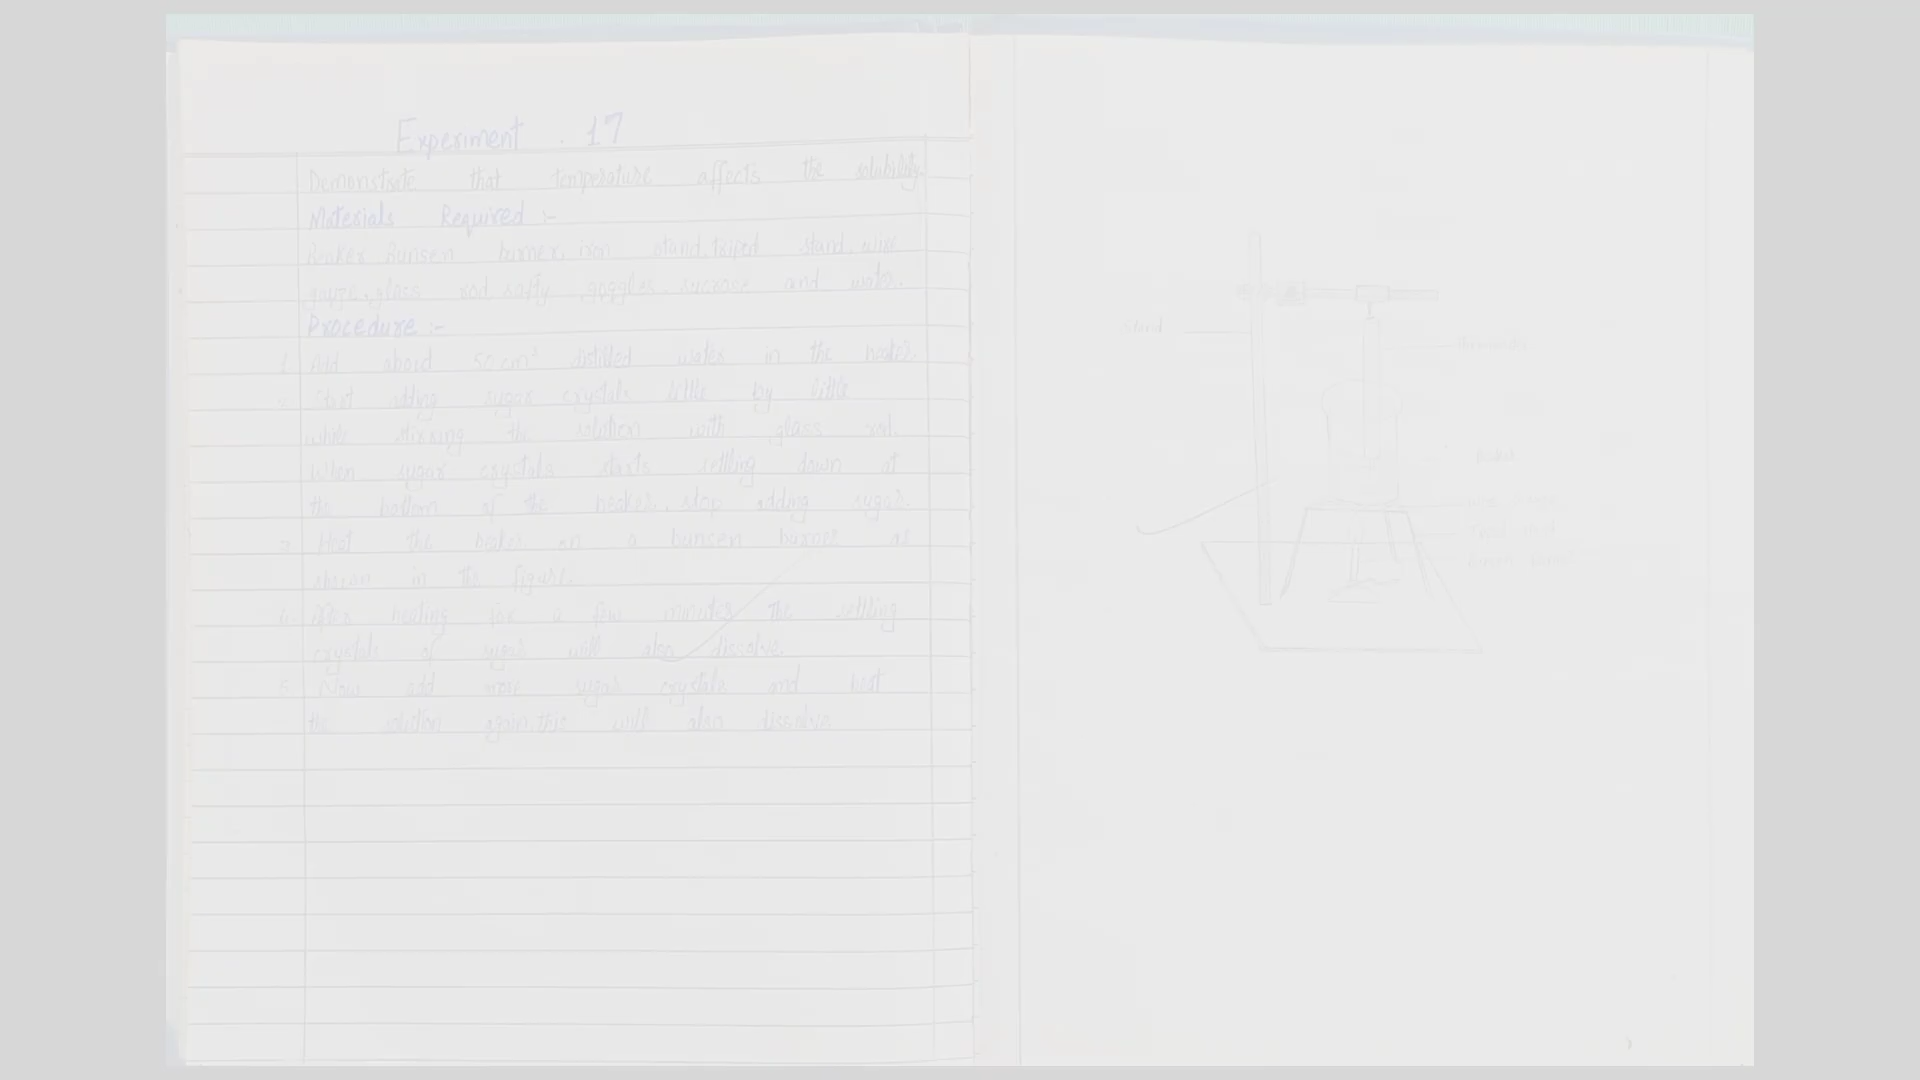 Experiment . 17
Demonstrate that temperature affects the solubility.
Materials Required :-
Beaker, Bunsen burner, iron stand, tripod stand, wire
gauze, glass rod, safty goggles, sucrose and water.
Procedure :-
1. Add about 50 cm³ distilled water in the beaker.
2. Start adding sugar crystals little by little
while stirring the solution with glass rod.
When sugar crystals starts settling down at
the bottom of the beaker, stop adding sugar.
3. Heat the beaker on a bunsen burner as
shown in the figure.
4. After heating for a few minutes the settling
crystals of sugar will also dissolve.
5. Now add more sugar crystals and heat
the solution again, this will also dissolve
Stand
Thermometer
Beaker
Wire Gauze
Tripod stand
Bunsen Burner